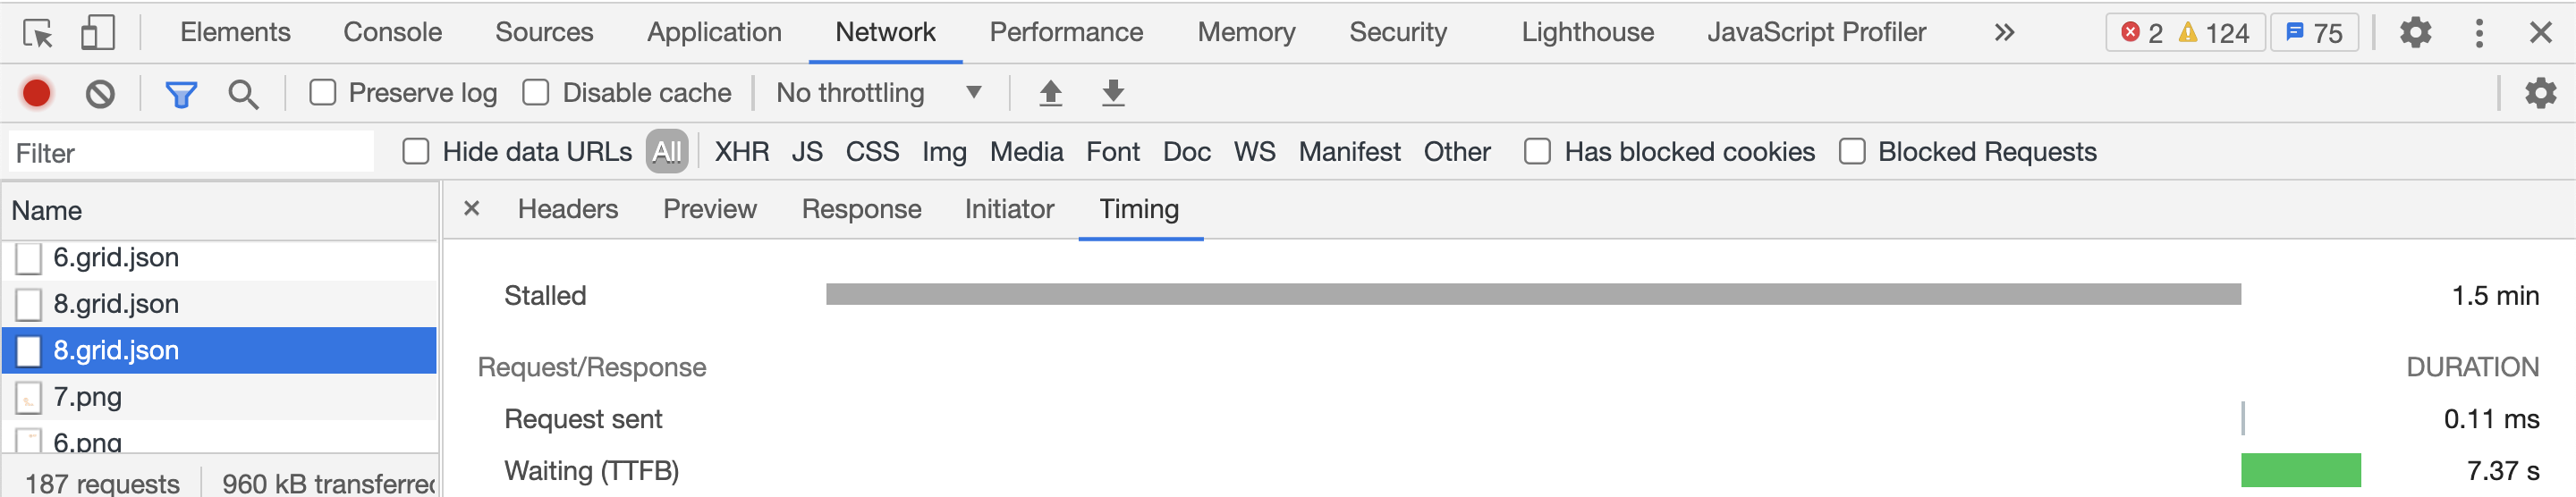 Elements Console Sources Application Network Performance Memory Security Lighthouse JavaScript Profiler » 2 124 75
Preserve log Disable cache No throttling
Filter Hide data URLs All XHR JS CSS Img Media Font Doc WS Manifest Other Has blocked cookies Blocked Requests
Name
6.grid.json
8.grid.json
8.grid.json
7.png
6.png
187 requests 960 kB transferred
Headers Preview Response Initiator Timing
Stalled 1.5 min
Request/Response DURATION
Request sent 0.11 ms
Waiting (TTFB) 7.37 s